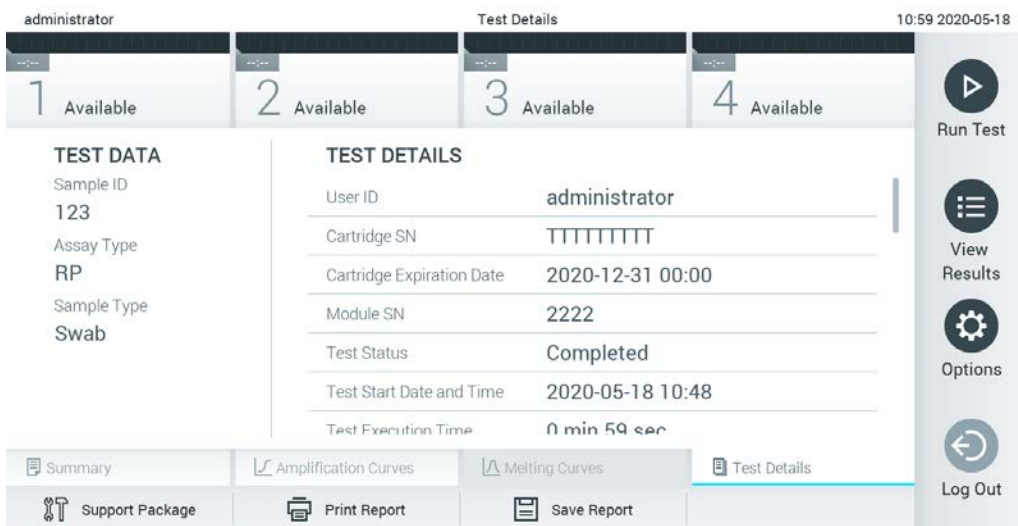 administrator Test Details 10:59 2020-05-18
--:-- --:-- --:-- --:--
1 Available 2 Available 3 Available 4 Available
Run Test
TEST DATA
Sample ID
123
Assay Type
RP
Sample Type
Swab
TEST DETAILS
User ID administrator
Cartridge SN TTTTTTTTT
Cartridge Expiration Date 2020-12-31 00:00
Module SN 2222
Test Status Completed
Test Start Date and Time 2020-05-18 10:48
Test Execution Time 0 min 59 sec
View
Results
Options
Log Out
Summary Amplification Curves Melting Curves Test Details
Support Package Print Report Save Report